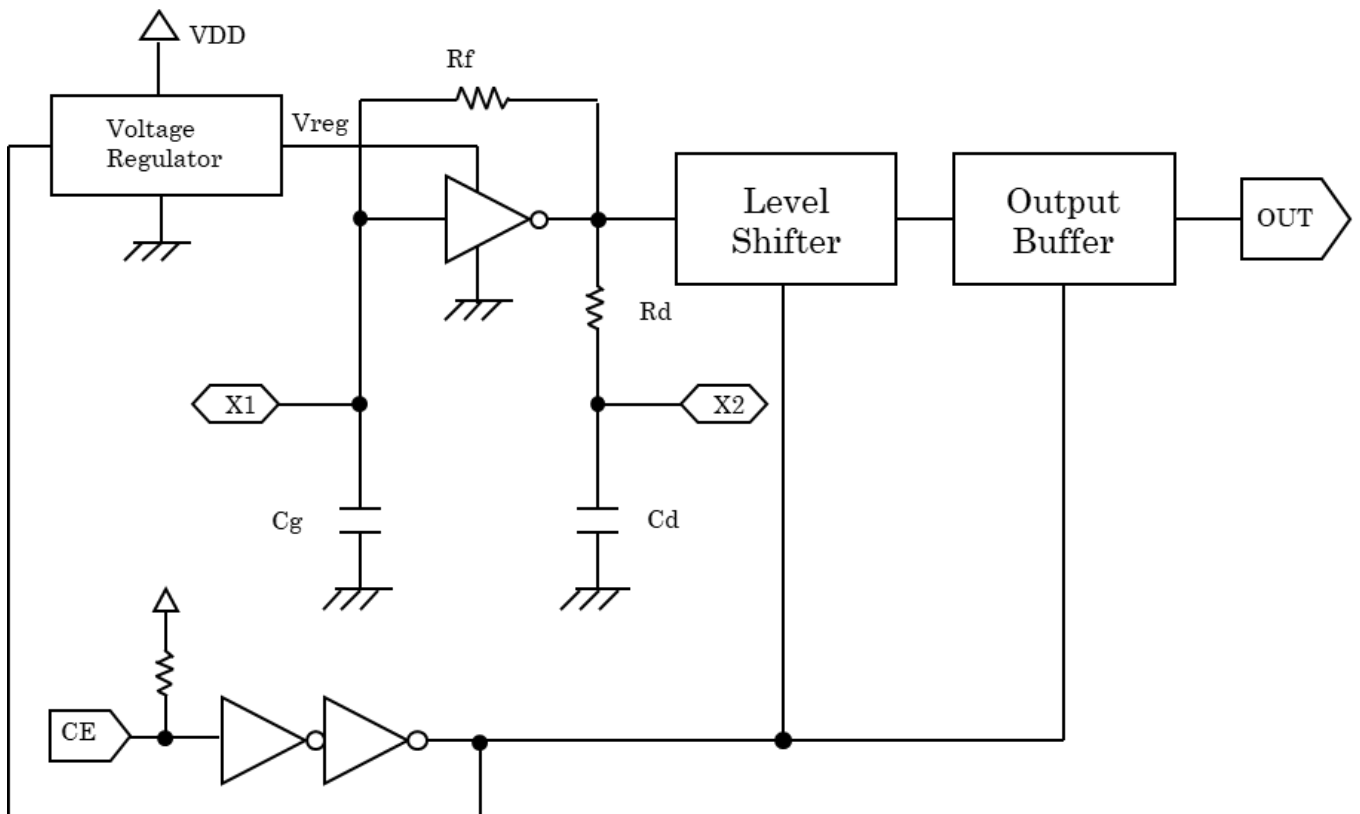 VDD
Rf
Voltage
Regulator
Vreg
Level
Shifter
Output
Buffer
OUT
Rd
X1
X2
Cg
Cd
CE